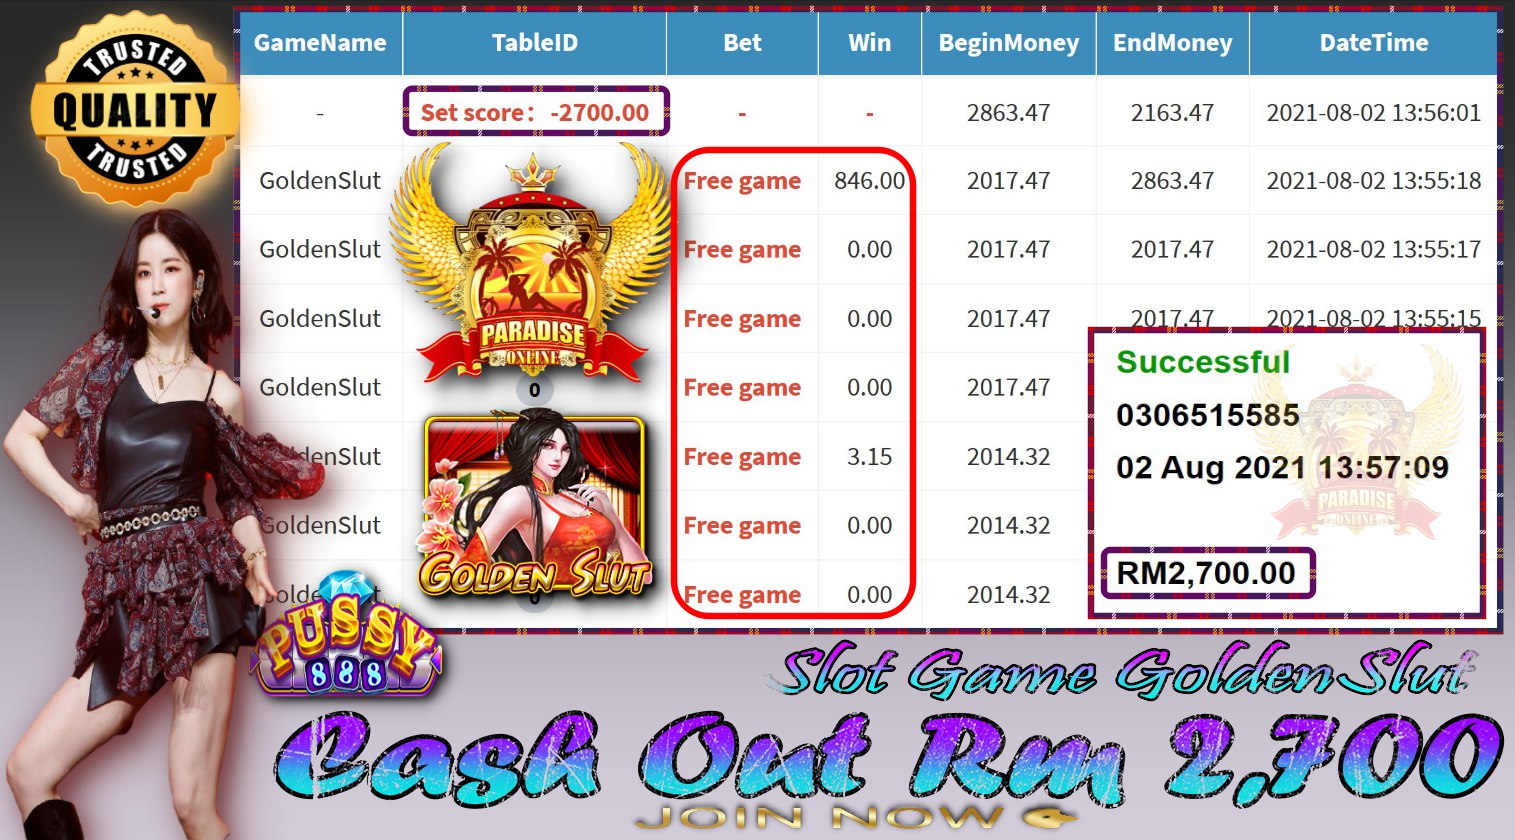 TRUSTED
QUALITY
TRUSTED
GameName TableID Bet Win BeginMoney EndMoney DateTime
- Set score: -2700.00 - - 2863.47 2163.47 2021-08-02 13:56:01
GoldenSlut Free game 846.00 2017.47 2863.47 2021-08-02 13:55:18
GoldenSlut Free game 0.00 2017.47 2017.47 2021-08-02 13:55:17
GoldenSlut Free game 0.00 2017.47 2017.47 2021-08-02 13:55:15
PARADISE
ONLINE
GoldenSlut 0 Free game 0.00 2017.47
denSlut Free game 3.15 2014.32
GoldenSlut Free game 0.00 2014.32
GOLDEN SLUT
oldenSlut 0 Free game 0.00 2014.32
Successful
0306515585
02 Aug 2021 13:57:09
PARADISE
ONLINE
RM2,700.00
PUSSY
888
Slot Game GoldenSlut
Cash Out Rm 2,700
JOIN NOW